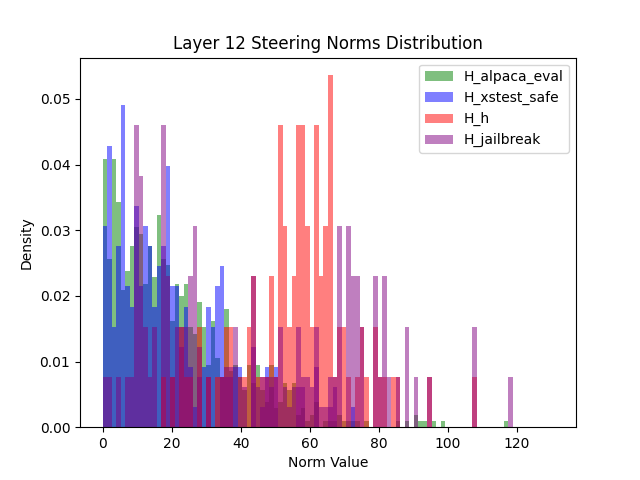 Layer 12 Steering Norms Distribution
H_alpaca_eval
H_xstest_safe
H_h
H_jailbreak
Density
0.05
0.04
0.03
0.02
0.01
0.00
0 20 40 60 80 100 120
Norm Value